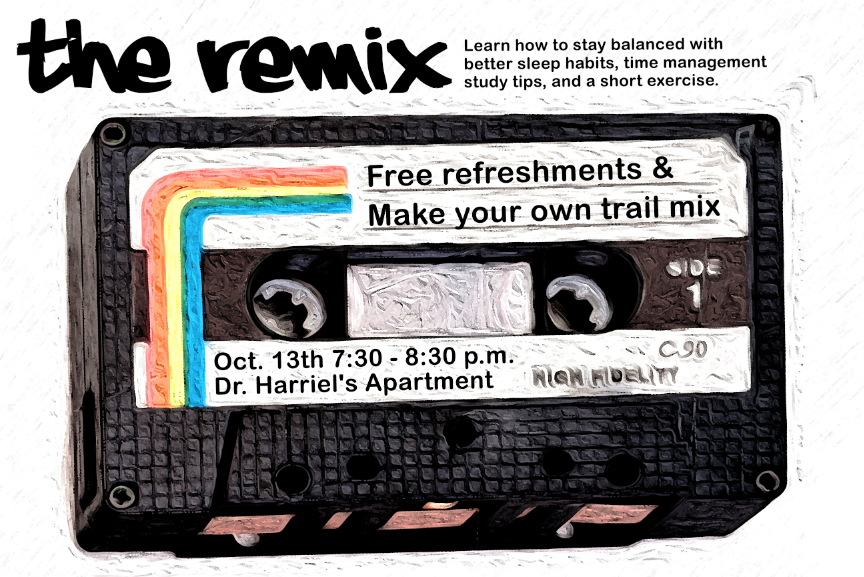 the remix
Learn how to stay balanced with
better sleep habits, time management
study tips, and a short exercise.
Free refreshments &
Make your own trail mix
SIDE
1
Oct. 13th 7:30 - 8:30 p.m.
Dr. Harriel's Apartment
C90
HIGH FIDELITY